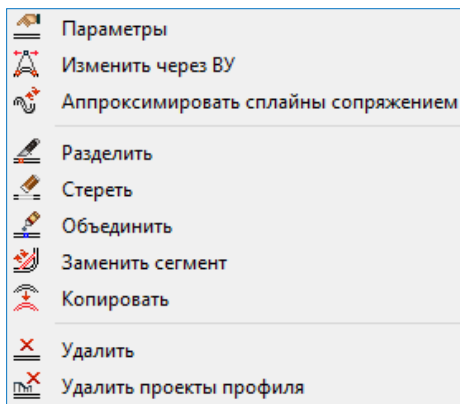 Параметры
Изменить через ВУ
Аппроксимировать сплайны сопряжением
Разделить
Стереть
Объединить
Заменить сегмент
Копировать
Удалить
Удалить проекты профиля